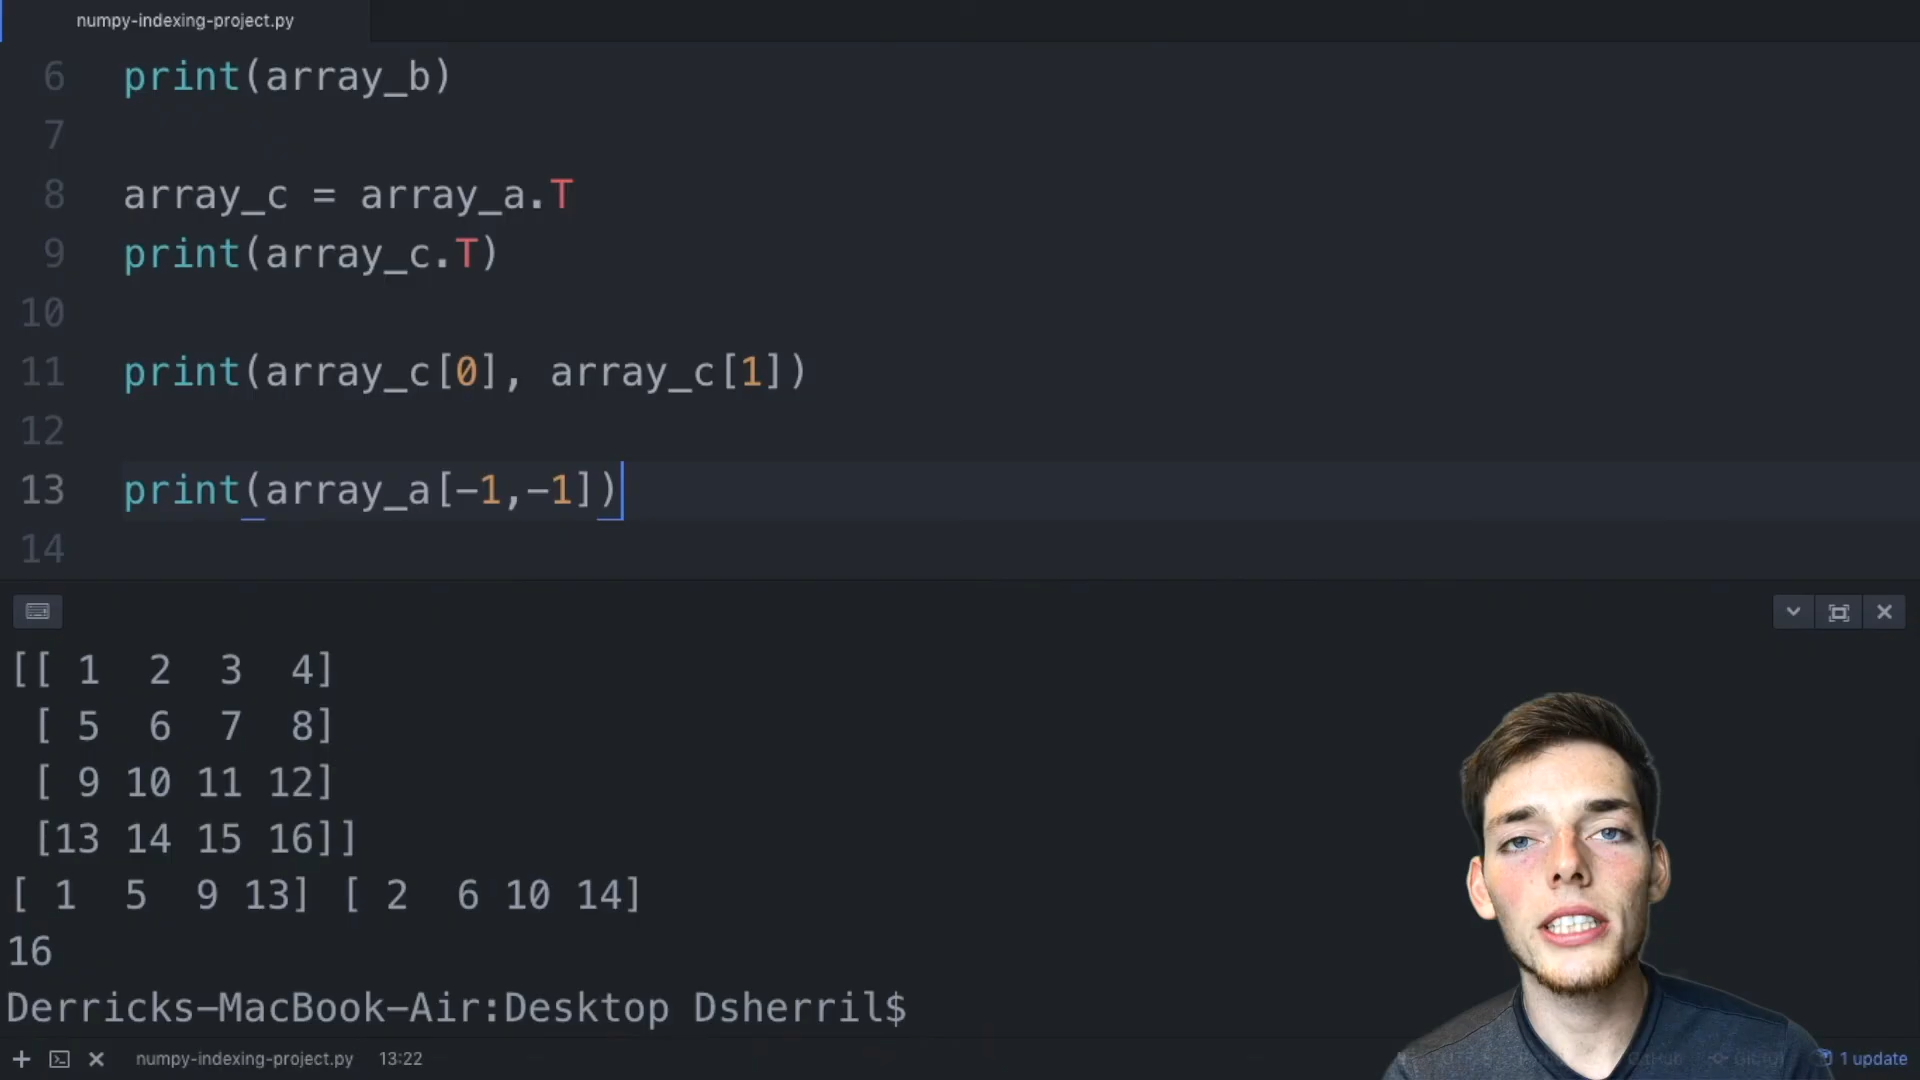 numpy-indexing-project.py
6 print(array_b)
7
8 array_c = array_a.T
9 print(array_c.T)
10
11 print(array_c[0], array_c[1])
12
13 print(array_a[-1,-1])
14
[[ 1 2 3 4]
[ 5 6 7 8]
[ 9 10 11 12]
[13 14 15 16]]
[ 1 5 9 13] [ 2 6 10 14]
16
Derricks-MacBook-Air:Desktop Dsherril$
numpy-indexing-project.py 13:22 GitHub 1 update